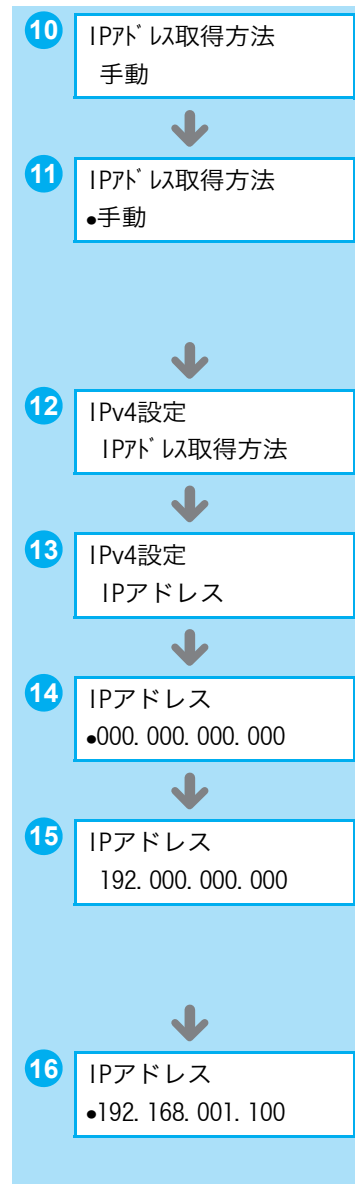 10
IPｱﾄﾞﾚｽ取得方法
手動
11
IPｱﾄﾞﾚｽ取得方法
●手動
12
IPv4設定
IPｱﾄﾞﾚｽ取得方法
13
IPv4設定
IPアドレス
14
IPアドレス
●000. 000. 000. 000
15
IPアドレス
192. 000. 000. 000
16
IPアドレス
●192. 168. 001. 100